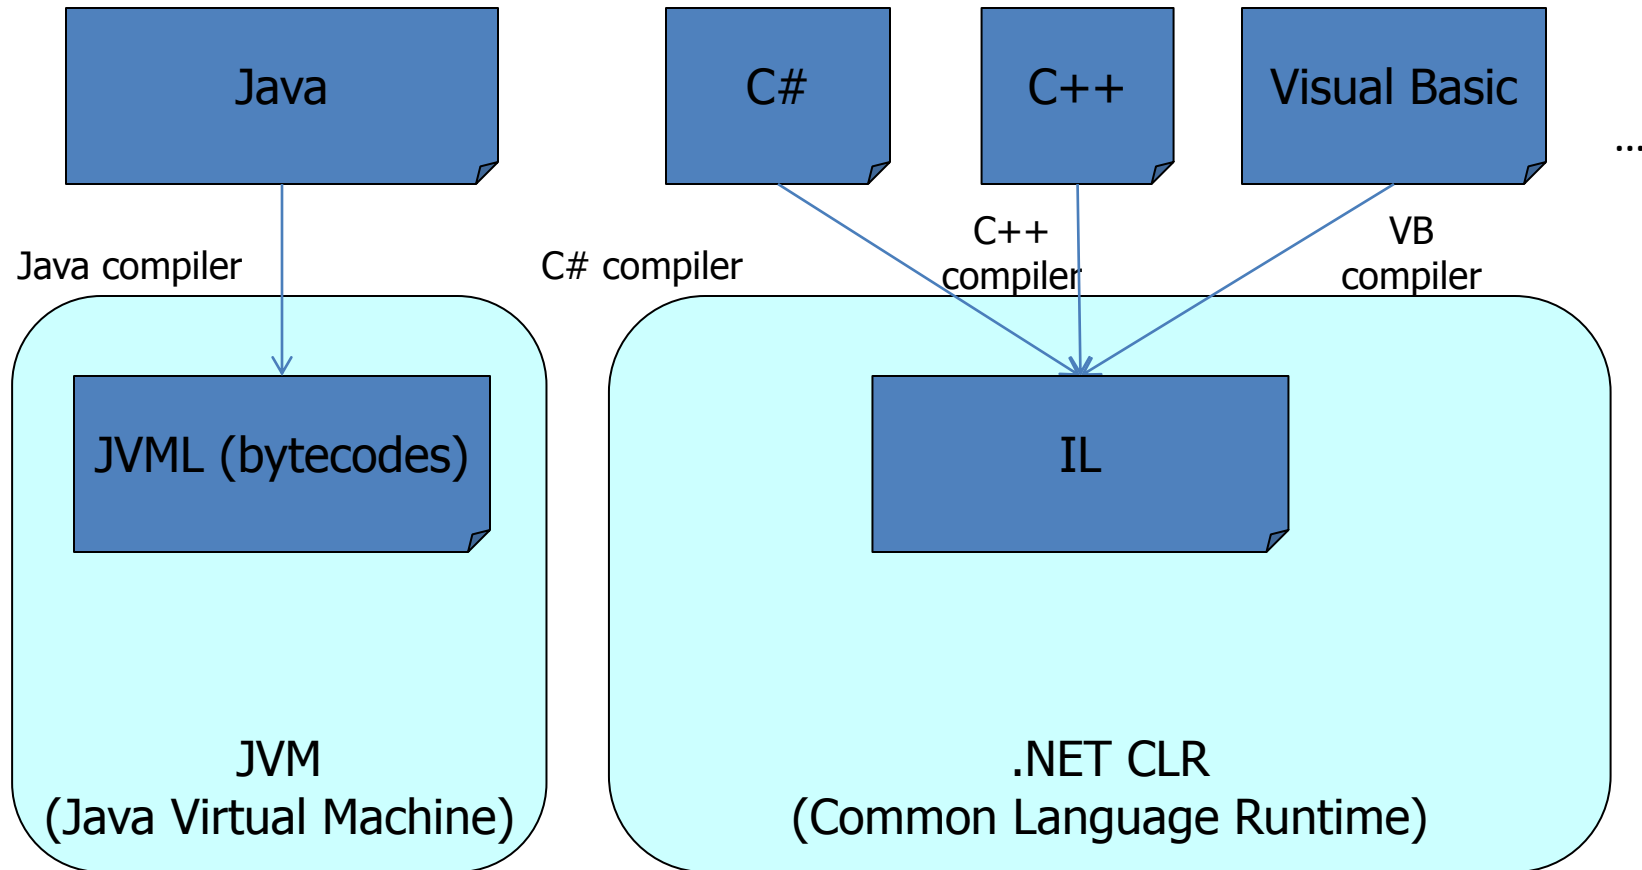 Java
C#
C++
Visual Basic
...
Java compiler
C# compiler
C++
compiler
VB
compiler
JVML (bytecodes)
IL
JVM
(Java Virtual Machine)
.NET CLR
(Common Language Runtime)